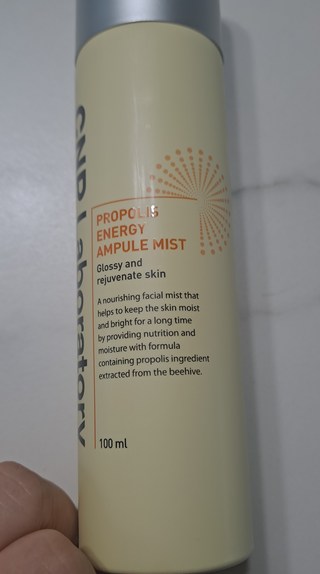 CNP Laboratory
PROPOLIS
ENERGY
AMPULE MIST
Glossy and
rejuvenate skin
A nourishing facial mist that
helps to keep the skin moist
and bright for a long time
by providing nutrition and
moisture with formula
containing propolis ingredient
extracted from the beehive.
100 ml